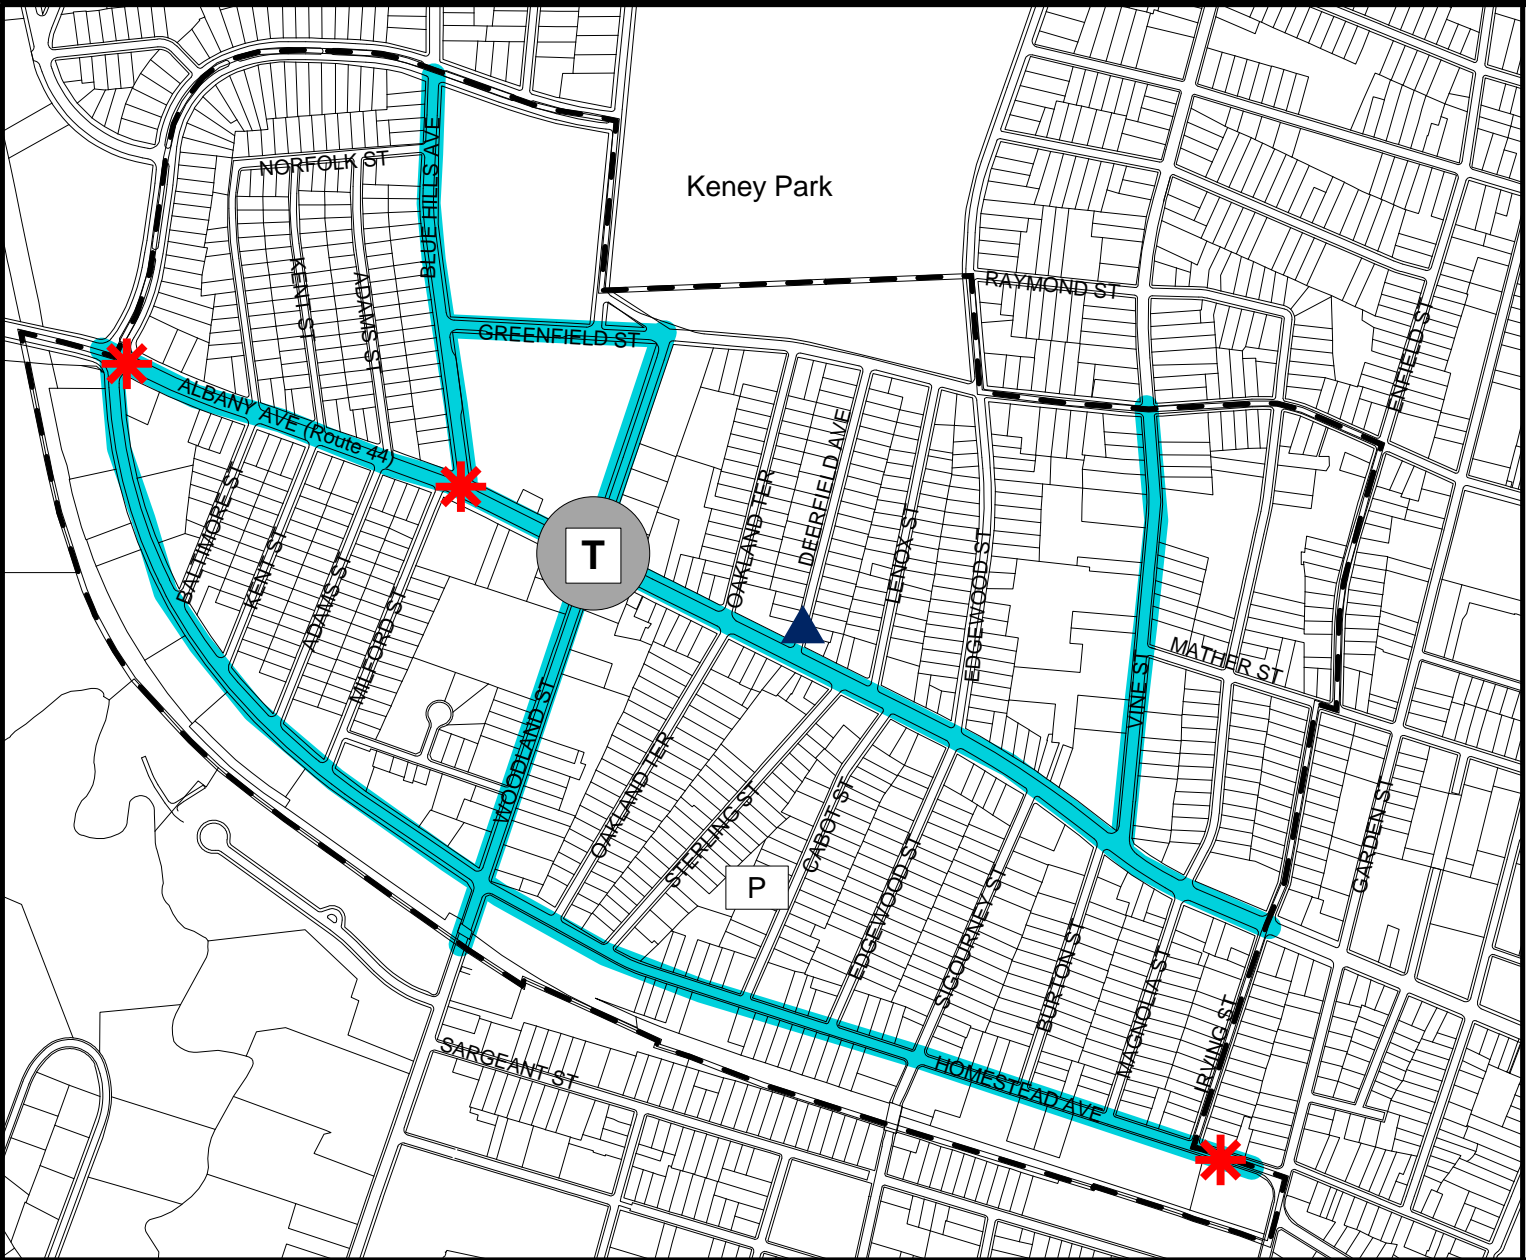 NORFOLK ST
BLUE HILLS AVE
Keney Park
KENT ST
ADAMS ST
RAYMOND ST
GREENFIELD ST
ENFIELD ST
ALBANY AVE (Route 44)
BALTIMORE ST
KENT ST
ADAMS ST
MILFORD ST
T
OAKLAND TER
DEERFIELD AVE
LENOX ST
EDGEWOOD ST
MATHER ST
VINE ST
WOODLAND ST
OAKLAND TER
STERLING ST
P
CABOT ST
EDGEWOOD ST
SIGOURNEY ST
BURTON ST
MAGNOLIA ST
IRVING ST
GARDEN ST
SARGEANT ST
HOMESTEAD AVE